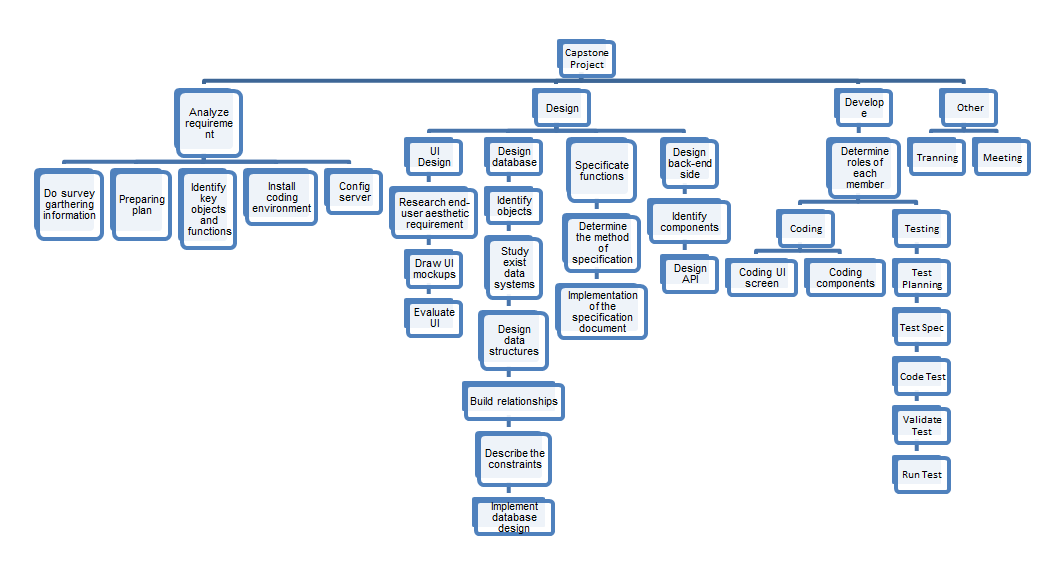 Capstone
Project
Analyze
requireme
nt
Design
Develop
e
Other
Do survey
garthering
information
Preparing
plan
Identify
key
objects
and
functions
Install
coding
environment
Config
server
UI
Design
Research end-
user aesthetic
requirement
Draw UI
mockups
Evaluate
UI
Design
database
Identify
objects
Study
exist
data
systems
Design
data
structures
Build relationships
Describe the
constraints
Implement
database
design
Specificate
functions
Determine
the method
of
specification
Implementation
of the
specification
document
Design
back-end
side
Identify
components
Design
API
Determine
roles of
each
member
Coding
Coding UI
screen
Coding
components
Testing
Test
Planning
Test Spec
Code Test
Validate
Test
Run Test
Tranning
Meeting